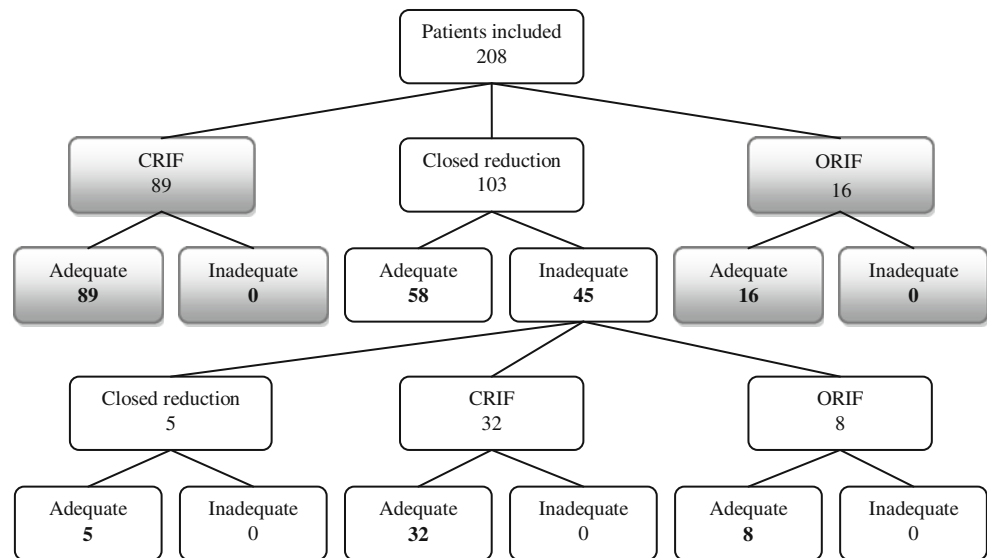 Patients included
208
CRIF
89
Closed reduction
103
ORIF
16
Adequate
89
Inadequate
0
Adequate
58
Inadequate
45
Adequate
16
Inadequate
0
Closed reduction
5
CRIF
32
ORIF
8
Adequate
5
Inadequate
0
Adequate
32
Inadequate
0
Adequate
8
Inadequate
0